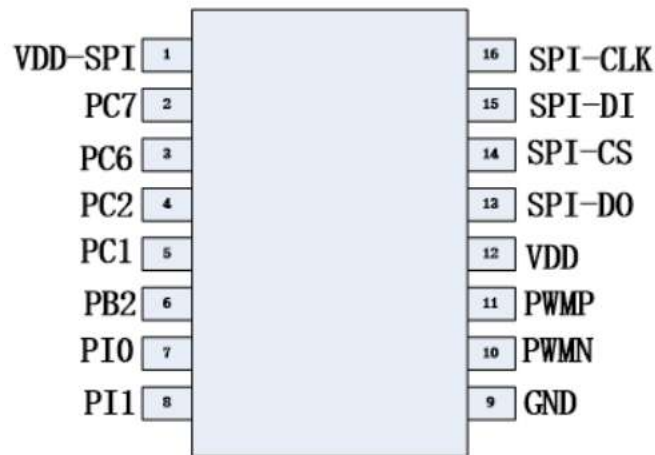 VDD-SPI 1 16 SPI-CLK
PC7 2 15 SPI-DI
PC6 3 14 SPI-CS
PC2 4 13 SPI-DO
PC1 5 12 VDD
PB2 6 11 PWMP
PI0 7 10 PWMN
PI1 8 9 GND